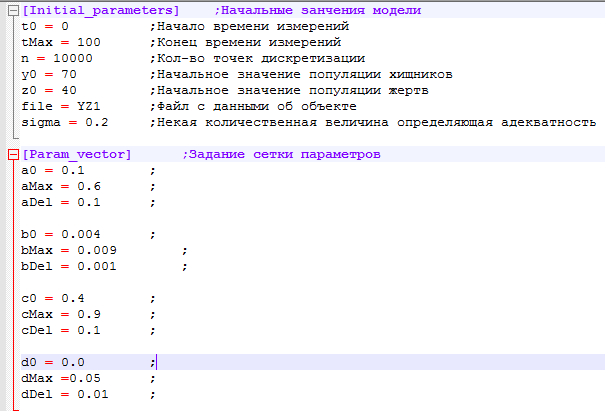 [Initial_parameters] ;Начальные занчения модели
t0 = 0 ;Начало времени измерений
tMax = 100 ;Конец времени измерений
n = 10000 ;Кол-во точек дискретизации
y0 = 70 ;Начальное значение популяции хищников
z0 = 40 ;Начальное значение популяции жертв
file = YZ1 ;Файл с данными об объекте
sigma = 0.2 ;Некая количественная величина определяющая адекватность
[Param_vector] ;Задание сетки параметров
a0 = 0.1 ;
aMax = 0.6 ;
aDel = 0.1 ;
b0 = 0.004 ;
bMax = 0.009 ;
bDel = 0.001 ;
c0 = 0.4 ;
cMax = 0.9 ;
cDel = 0.1 ;
d0 = 0.0 ;
dMax =0.05 ;
dDel = 0.01 ;